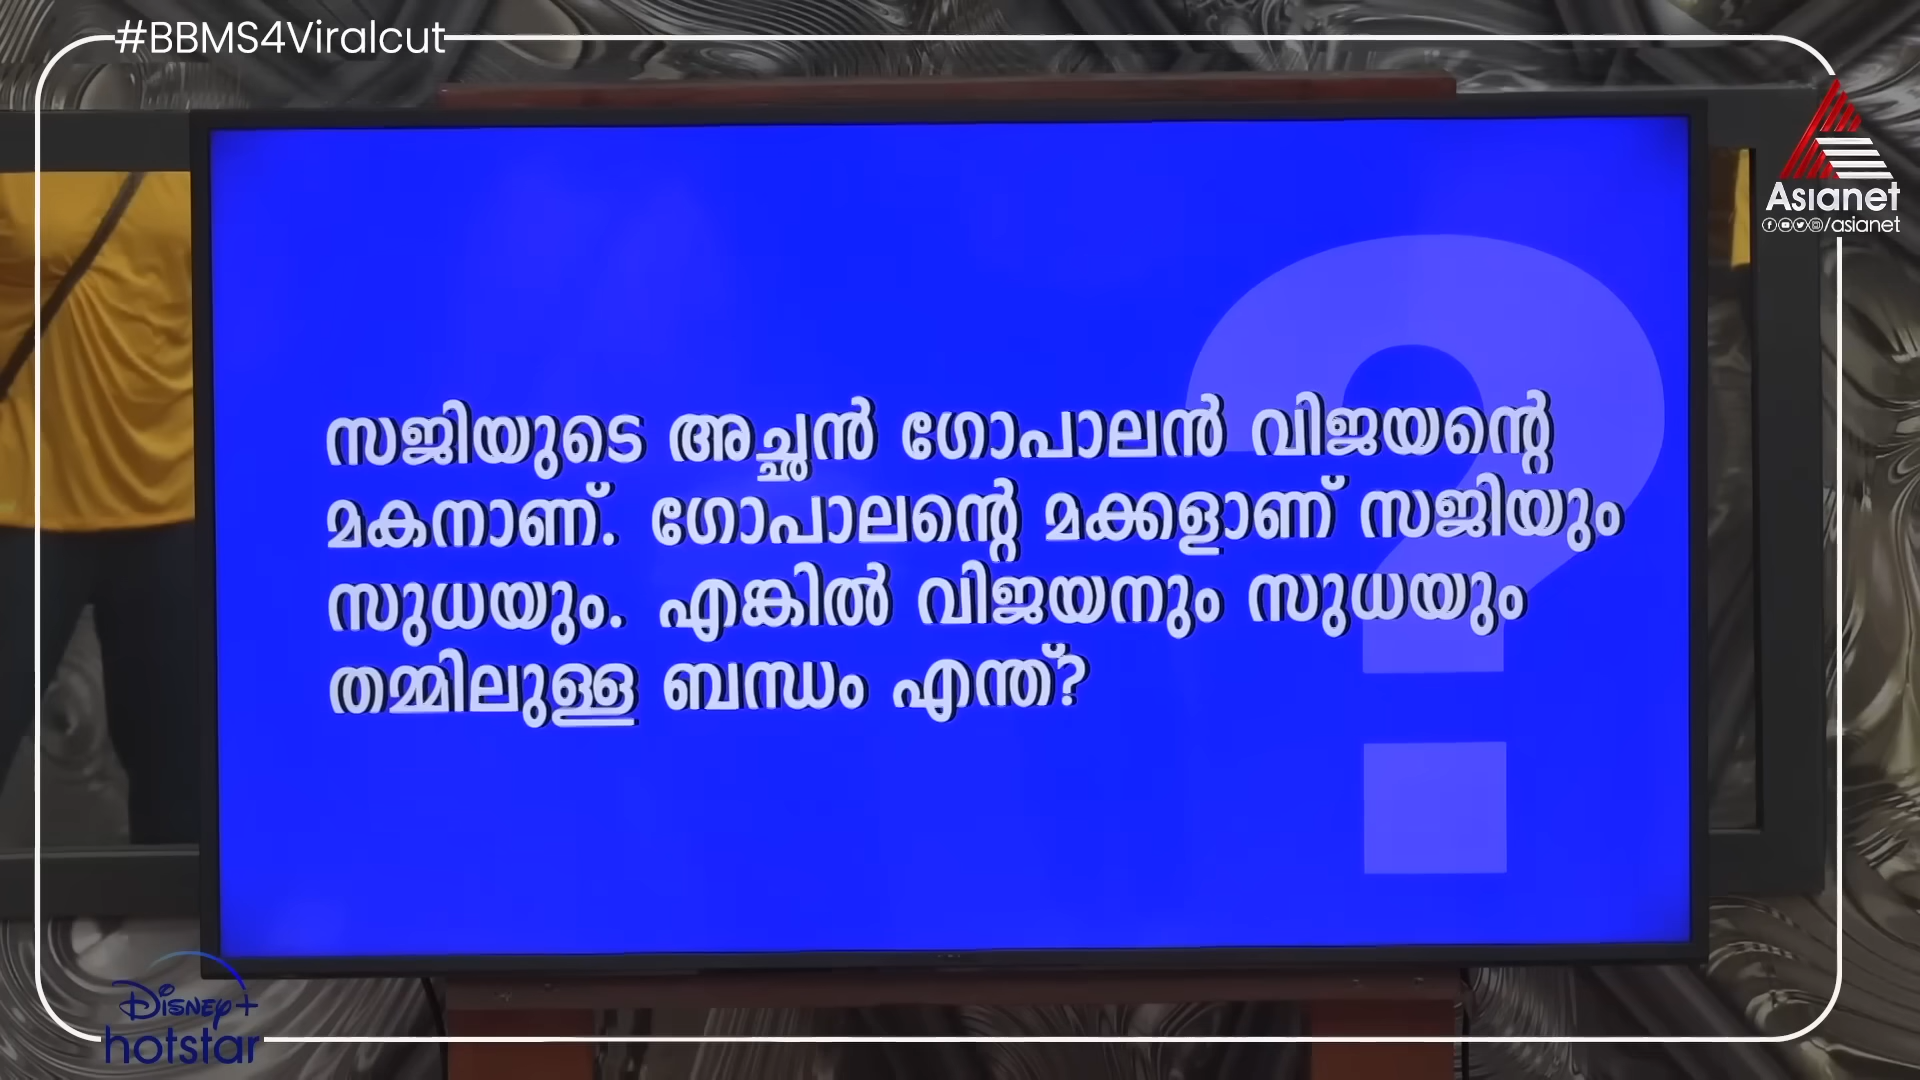 #BBMS4Viralcut
Asianet
/asianet
സജിയുടെ അച്ഛൻ ഗോപാലൻ വിജയന്റെ
മകനാണ്. ഗോപാലന്റെ മക്കളാണ് സജിയും
സുധയും. എങ്കിൽ വിജയനും സുധയും
തമ്മിലുള്ള ബന്ധം എന്ത്?
Disney+
hotstar